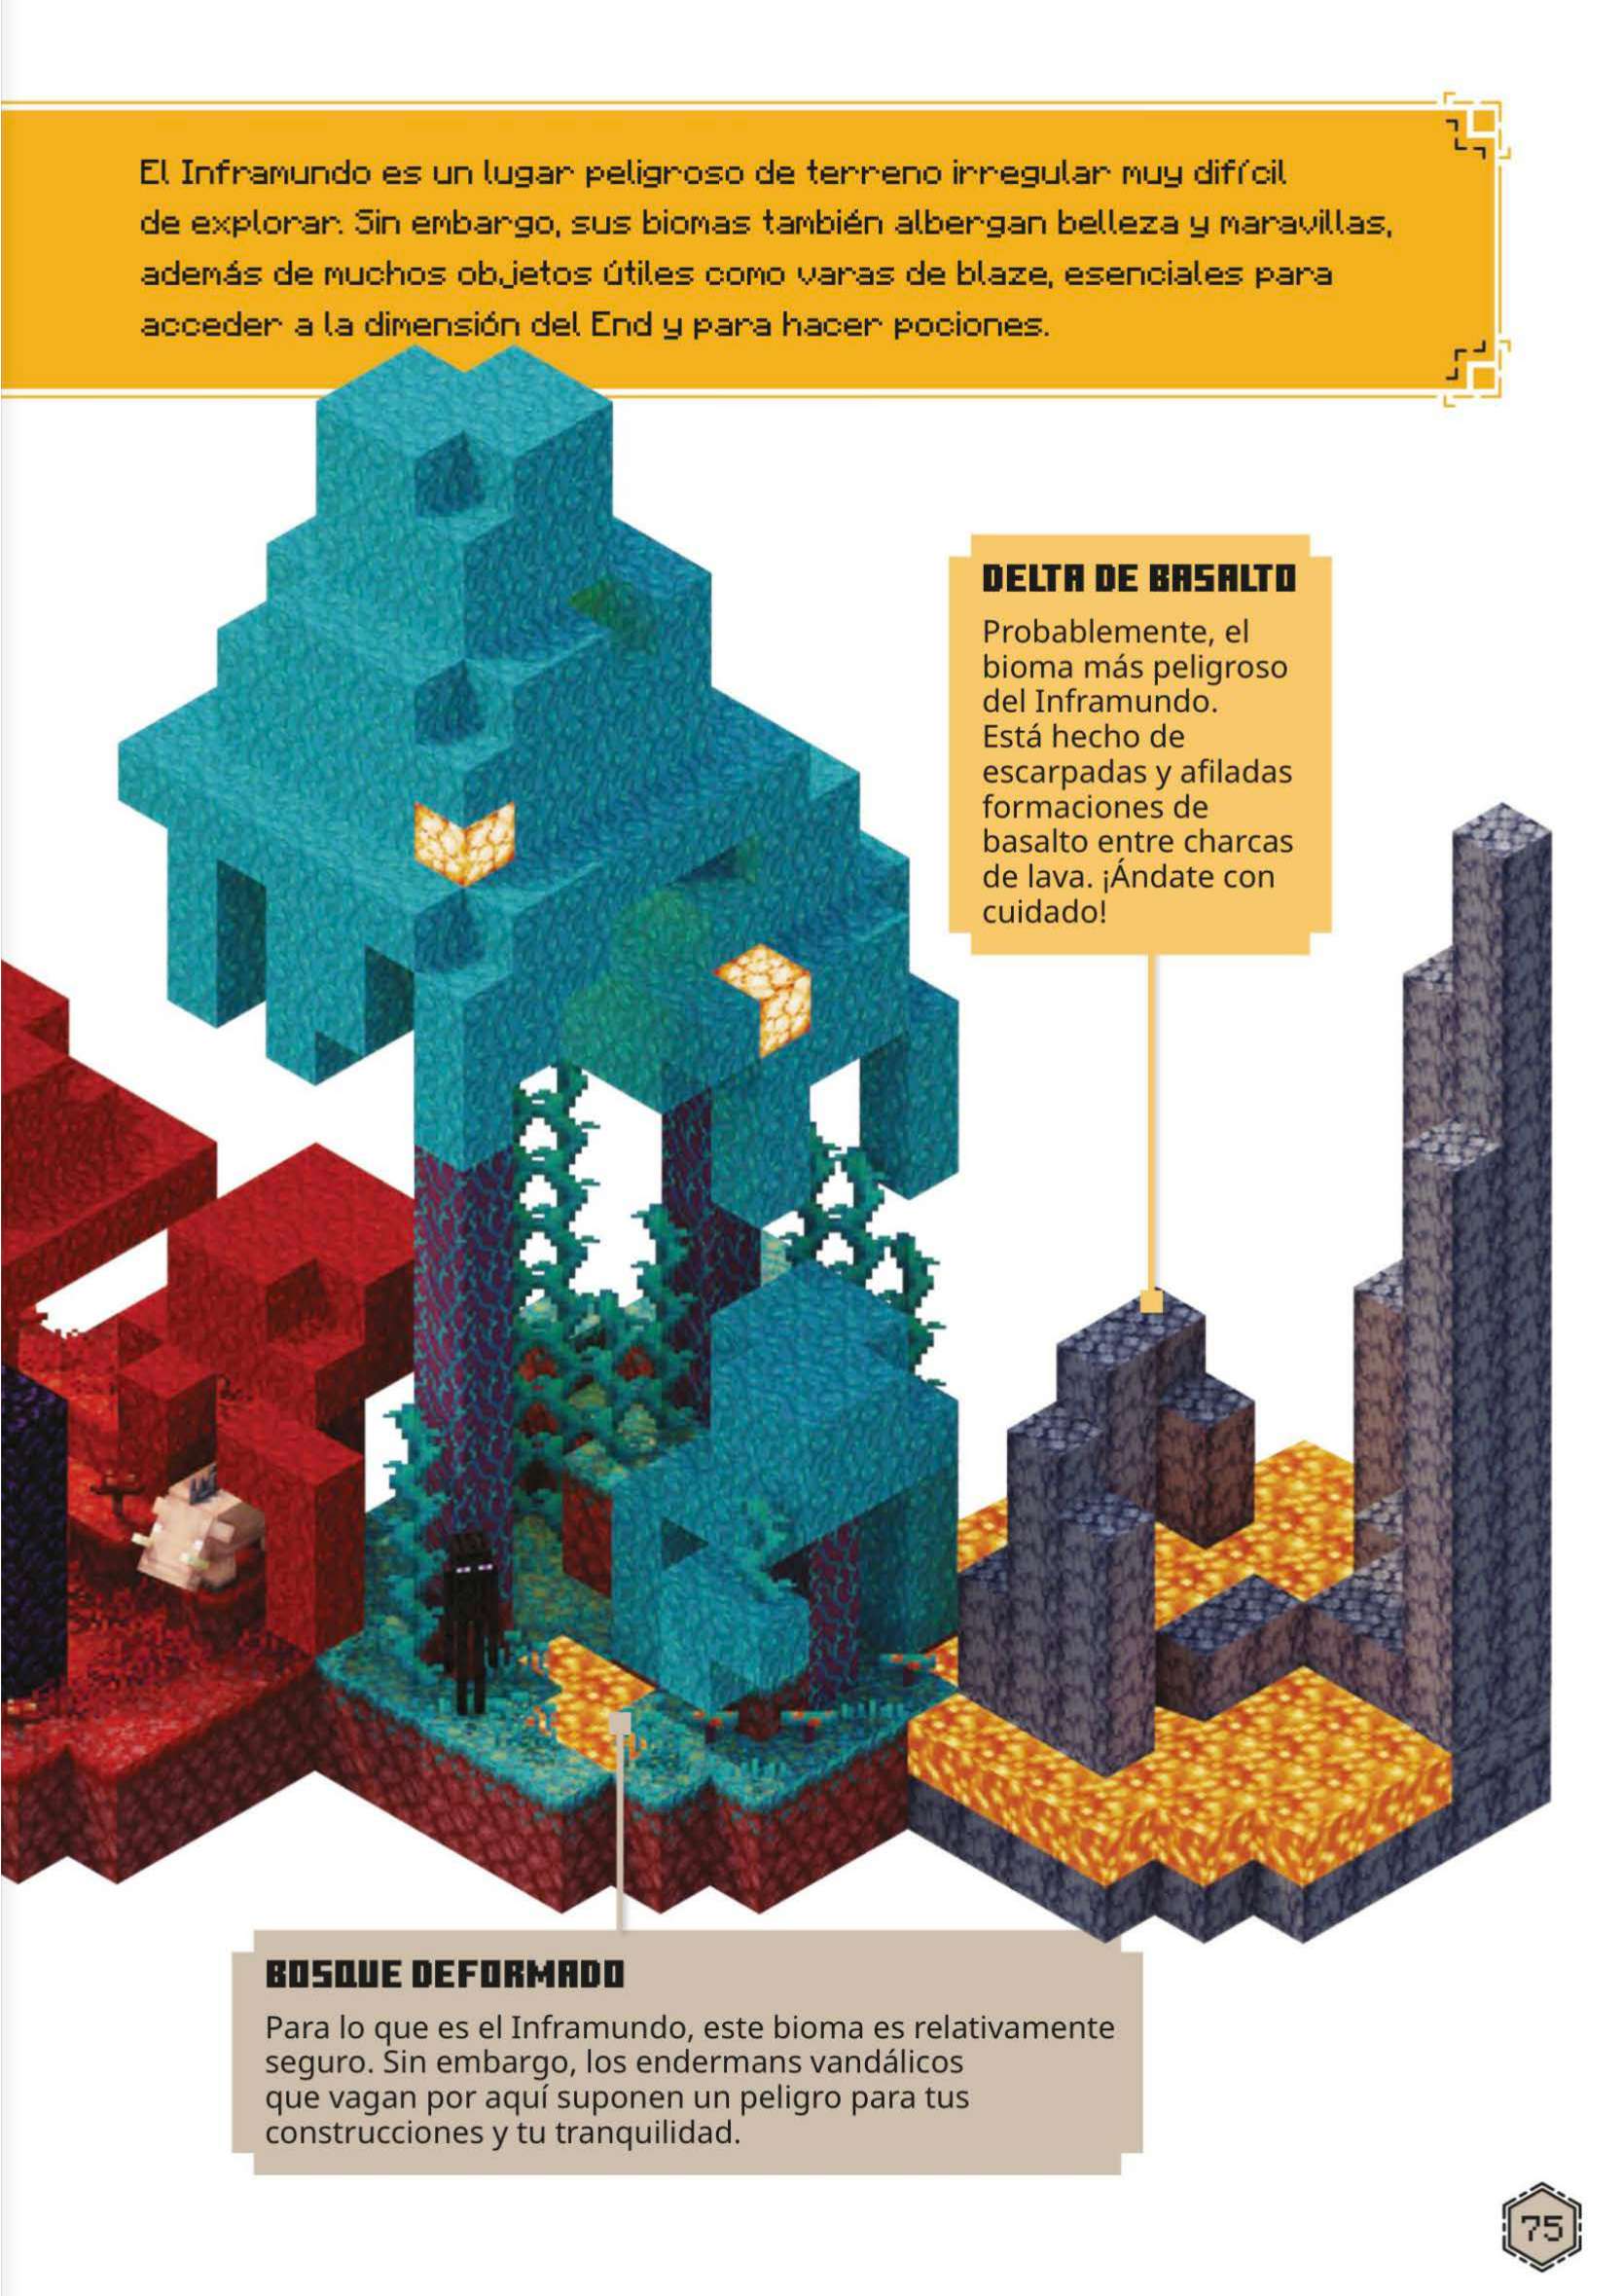 El Inframundo es un lugar peligroso de terreno irregular muy difícil
de explorar. Sin embargo, sus biomas también albergan belleza y maravillas,
además de muchos objetos útiles como varas de blaze, esenciales para
acceder a la dimensión del End y para hacer pociones.
DELTA DE BASALTO
Probablemente, el
bioma más peligroso
del Inframundo.
Está hecho de
escarpadas y afiladas
formaciones de
basalto entre charcas
de lava. ¡Ándate con
cuidado!
BOSQUE DEFORMADO
Para lo que es el Inframundo, este bioma es relativamente
seguro. Sin embargo, los endermans vandálicos
que vagan por aquí suponen un peligro para tus
construcciones y tu tranquilidad.
75